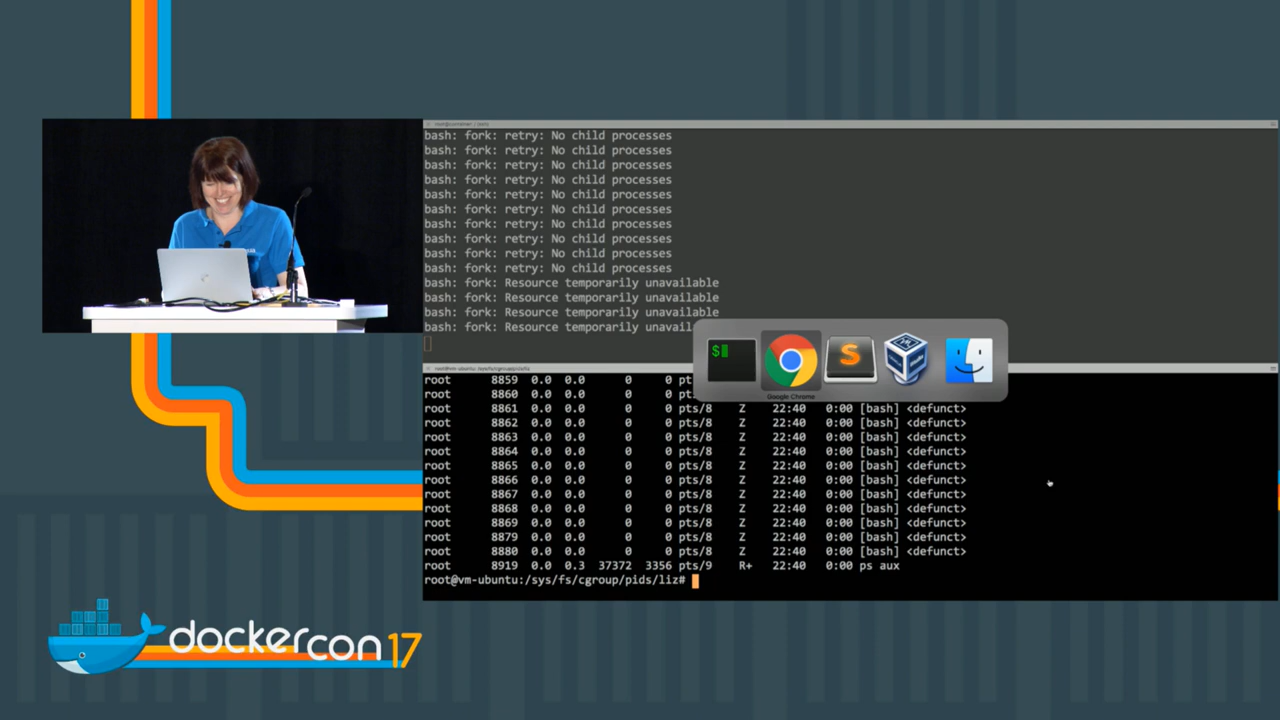 root@container: / (ssh)
bash: fork: retry: No child processes
bash: fork: retry: No child processes
bash: fork: retry: No child processes
bash: fork: retry: No child processes
bash: fork: retry: No child processes
bash: fork: retry: No child processes
bash: fork: retry: No child processes
bash: fork: retry: No child processes
bash: fork: retry: No child processes
bash: fork: retry: No child processes
bash: fork: Resource temporarily unavailable
bash: fork: Resource temporarily unavailable
bash: fork: Resource temporarily unavailable
bash: fork: Resource temporarily unavail
$
S
Google Chrome
root 8859 0.0 0.0 0 0 pt
root 8860 0.0 0.0 0 0 pt
root 8861 0.0 0.0 0 0 pts/8 Z 22:40 0:00 [bash] <defunct>
root 8862 0.0 0.0 0 0 pts/8 Z 22:40 0:00 [bash] <defunct>
root 8863 0.0 0.0 0 0 pts/8 Z 22:40 0:00 [bash] <defunct>
root 8864 0.0 0.0 0 0 pts/8 Z 22:40 0:00 [bash] <defunct>
root 8865 0.0 0.0 0 0 pts/8 Z 22:40 0:00 [bash] <defunct>
root 8866 0.0 0.0 0 0 pts/8 Z 22:40 0:00 [bash] <defunct>
root 8867 0.0 0.0 0 0 pts/8 Z 22:40 0:00 [bash] <defunct>
root 8868 0.0 0.0 0 0 pts/8 Z 22:40 0:00 [bash] <defunct>
root 8869 0.0 0.0 0 0 pts/8 Z 22:40 0:00 [bash] <defunct>
root 8879 0.0 0.0 0 0 pts/8 Z 22:40 0:00 [bash] <defunct>
root 8880 0.0 0.0 0 0 pts/8 Z 22:40 0:00 [bash] <defunct>
root 8919 0.0 0.3 37372 3356 pts/9 R+ 22:40 0:00 ps aux
root@vm-ubuntu:/sys/fs/cgroup/pids/liz#
dockercon 17